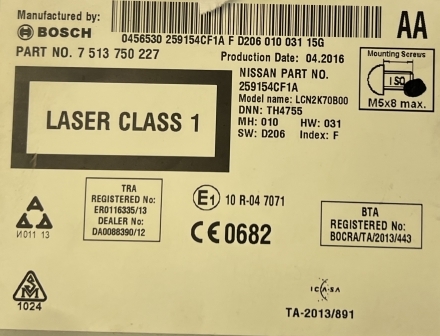 Manufactured by:
BOSCH
0456530 259154CF1A F D206 010 031 15G
AA
PART NO. 7 513 750 227
Production Date: 04.2016
Mounting Screws
ISO
M5x8 max.
NISSAN PART NO.
259154CF1A
Model name: LCN2K70B00
DNN: TH4755
MH: 010 HW: 031
SW: D206 Index: F
LASER CLASS 1
TRA
REGISTERED No:
ER0116335/13
DEALER No:
DA0088390/12
E1 10 R-04 7071
CE0682
BTA
REGISTERED No:
BOCRA/TA/2013/443
И011 13
1024
ICASA
TA-2013/891